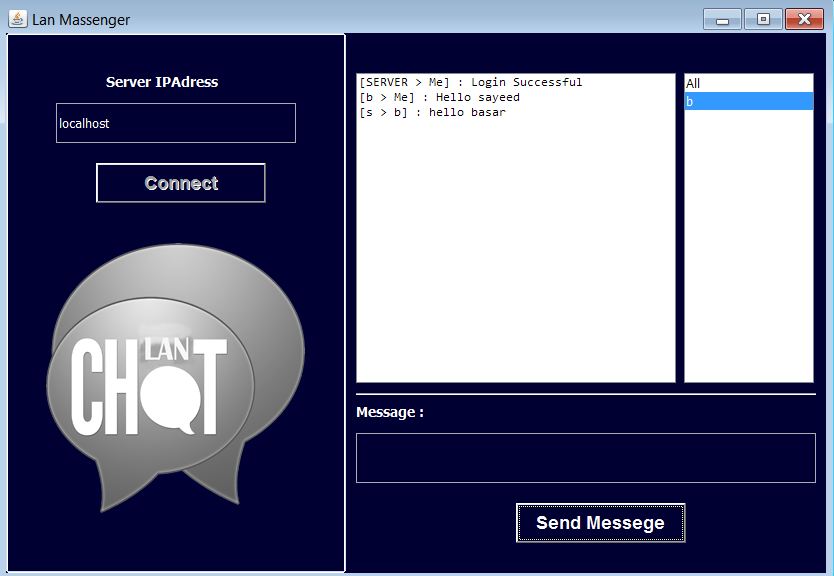 Lan Massenger
Server IPAdress
localhost
Connect
LAN
CHAT
[SERVER > Me] : Login Successful
[b > Me] : Hello sayeed
[s > b] : hello basar
All
b
Message :
Send Messege